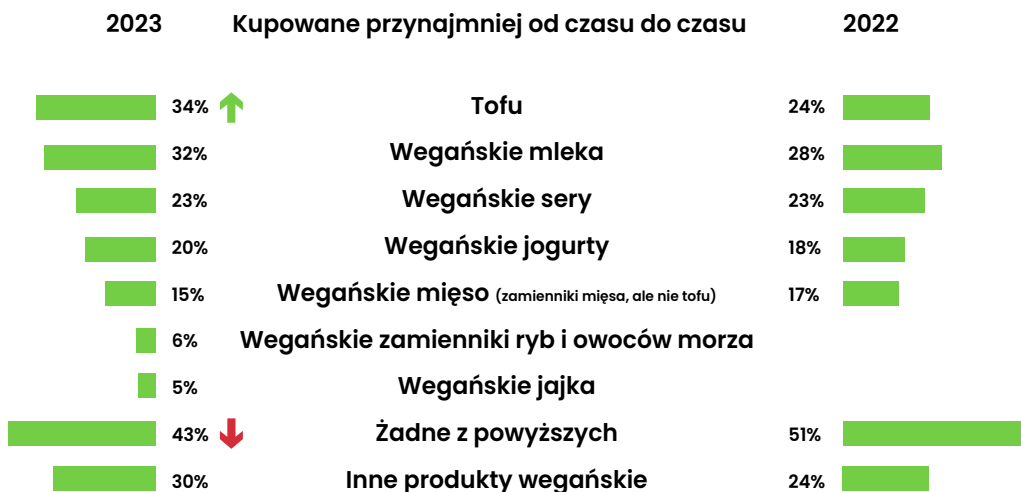 2023 Kupowane przynajmniej od czasu do czasu 2022
34% Tofu 24%
32% Wegańskie mleka 28%
23% Wegańskie sery 23%
20% Wegańskie jogurty 18%
15% Wegańskie mięso (zamienniki mięsa, ale nie tofu) 17%
6% Wegańskie zamienniki ryb i owoców morza
5% Wegańskie jajka
43% Żadne z powyższych 51%
30% Inne produkty wegańskie 24%